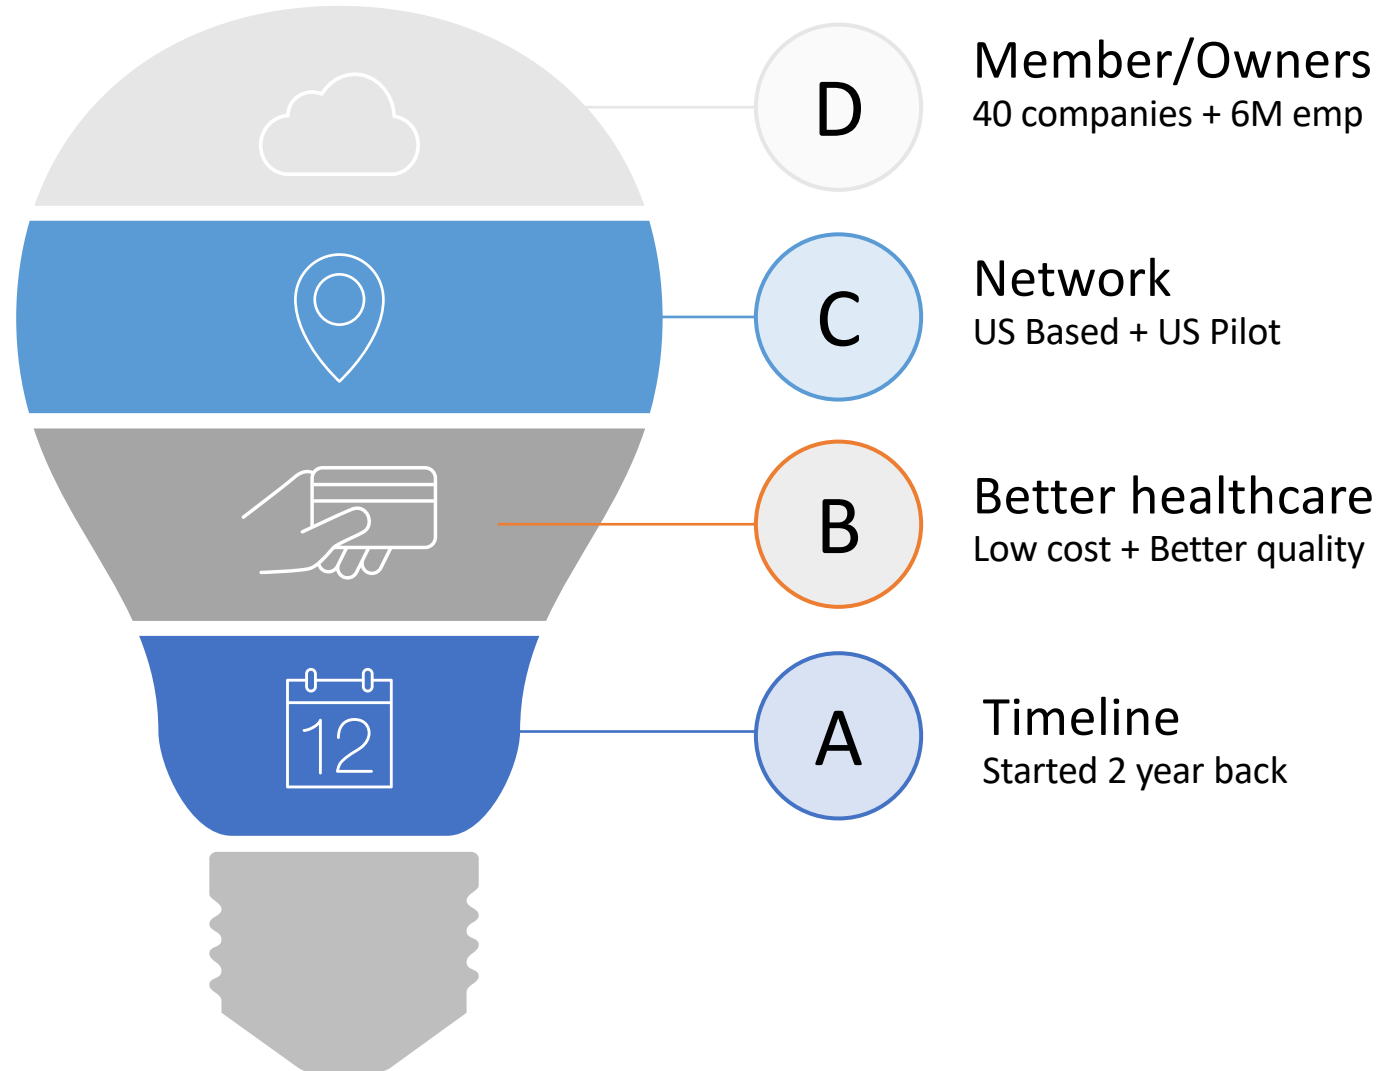 D
Member/Owners
40 companies + 6M emp
C
Network
US Based + US Pilot
B
Better healthcare
Low cost + Better quality
12
A
Timeline
Started 2 year back